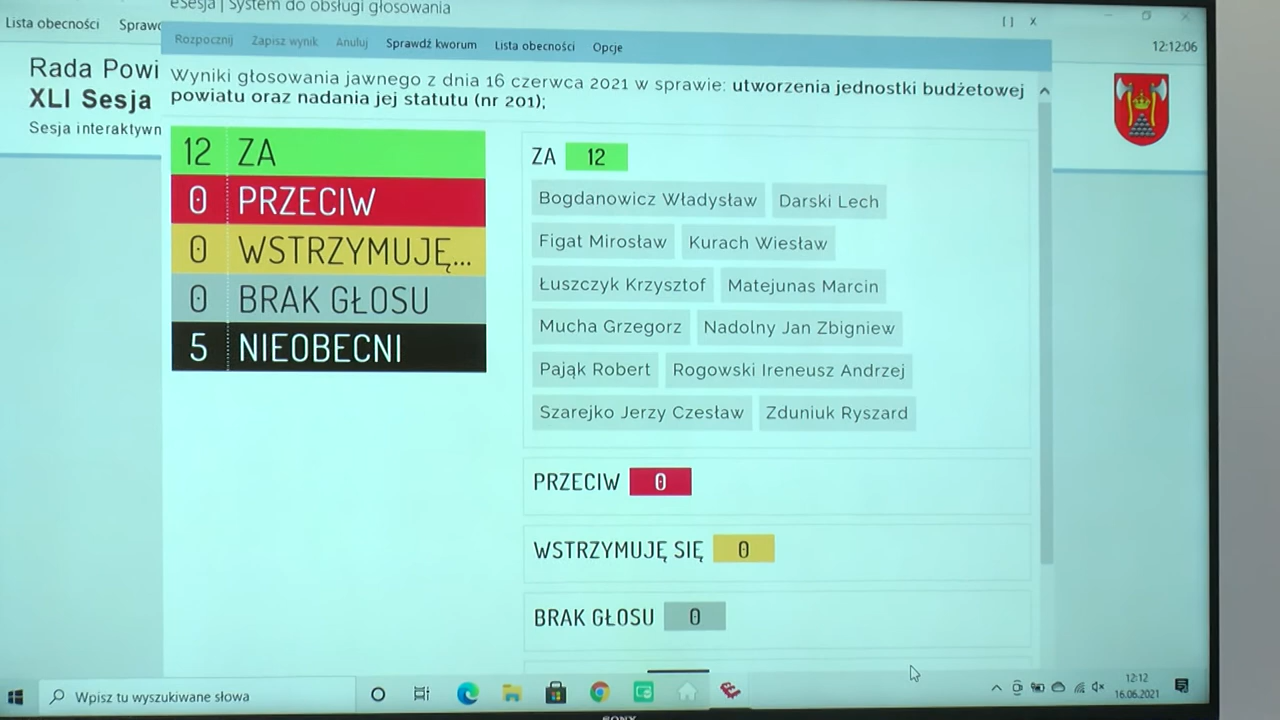 eSesja | System do obsługi głosowania
[ ] x
Lista obecności
12:12:06
Rozpocznij Zapisz wynik Anuluj Sprawdź kworum Lista obecności Opcje
Rada Powi
XLI Sesja
Sesja interaktywn
Wyniki głosowania jawnego z dnia 16 czerwca 2021 w sprawie: utworzenia jednostki budżetowej
powiatu oraz nadania jej statutu (nr 201);
12 ZA
0 PRZECIW
0 WSTRZYMUJĘ...
0 BRAK GŁOSU
5 NIEOBECNI
ZA 12
Bogdanowicz Władysław Darski Lech
Figat Mirosław Kurach Wiesław
Łuszczyk Krzysztof Matejunas Marcin
Mucha Grzegorz Nadolny Jan Zbigniew
Pająk Robert Rogowski Ireneusz Andrzej
Szarejko Jerzy Czesław Zduniuk Ryszard
PRZECIW 0
WSTRZYMUJĘ SIĘ 0
BRAK GŁOSU 0
Wpisz tu wyszukiwane słowa
12:12
16.06.2021
SONY